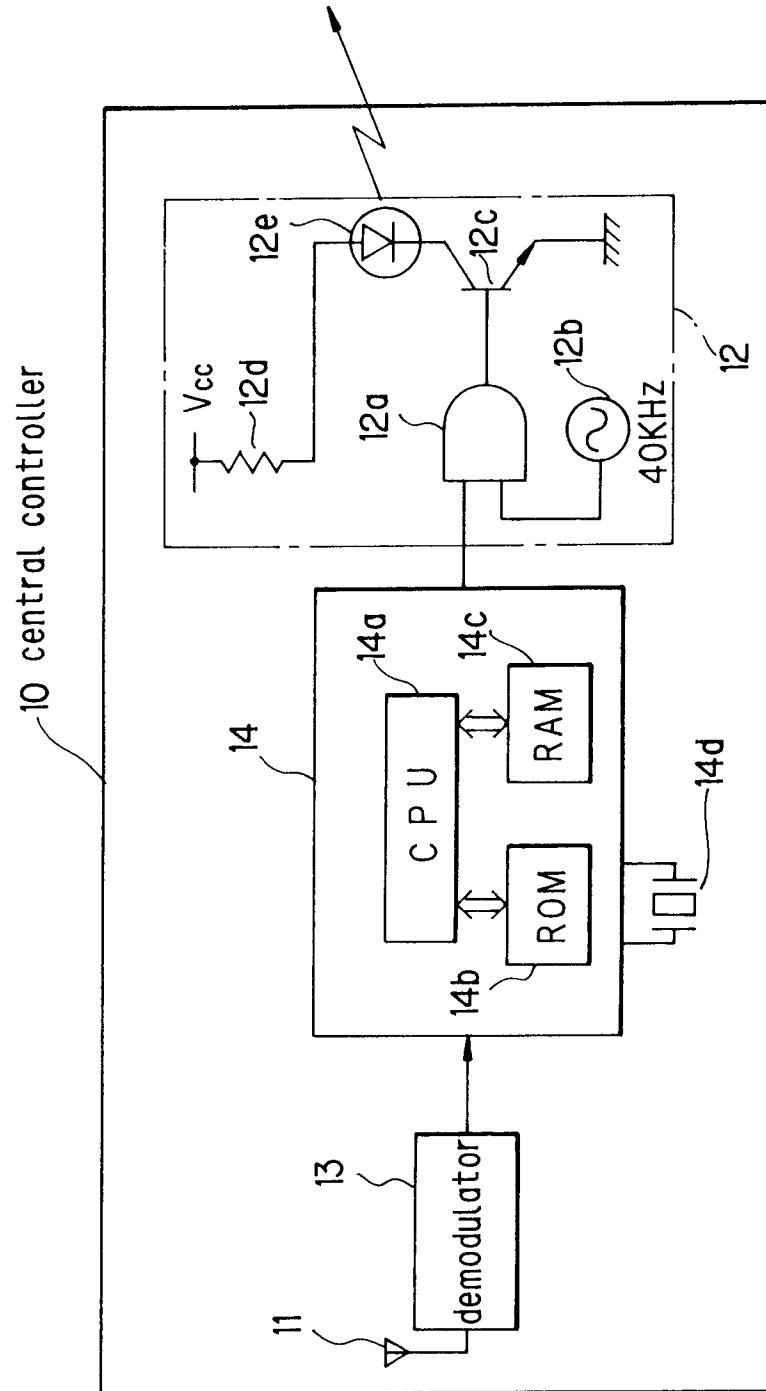 10 central controller
Vcc
12d
12e
12c
12a
12b
40KHz
12
14
14a
CPU
14c
RAM
14b
ROM
14d
13
demodulator
11